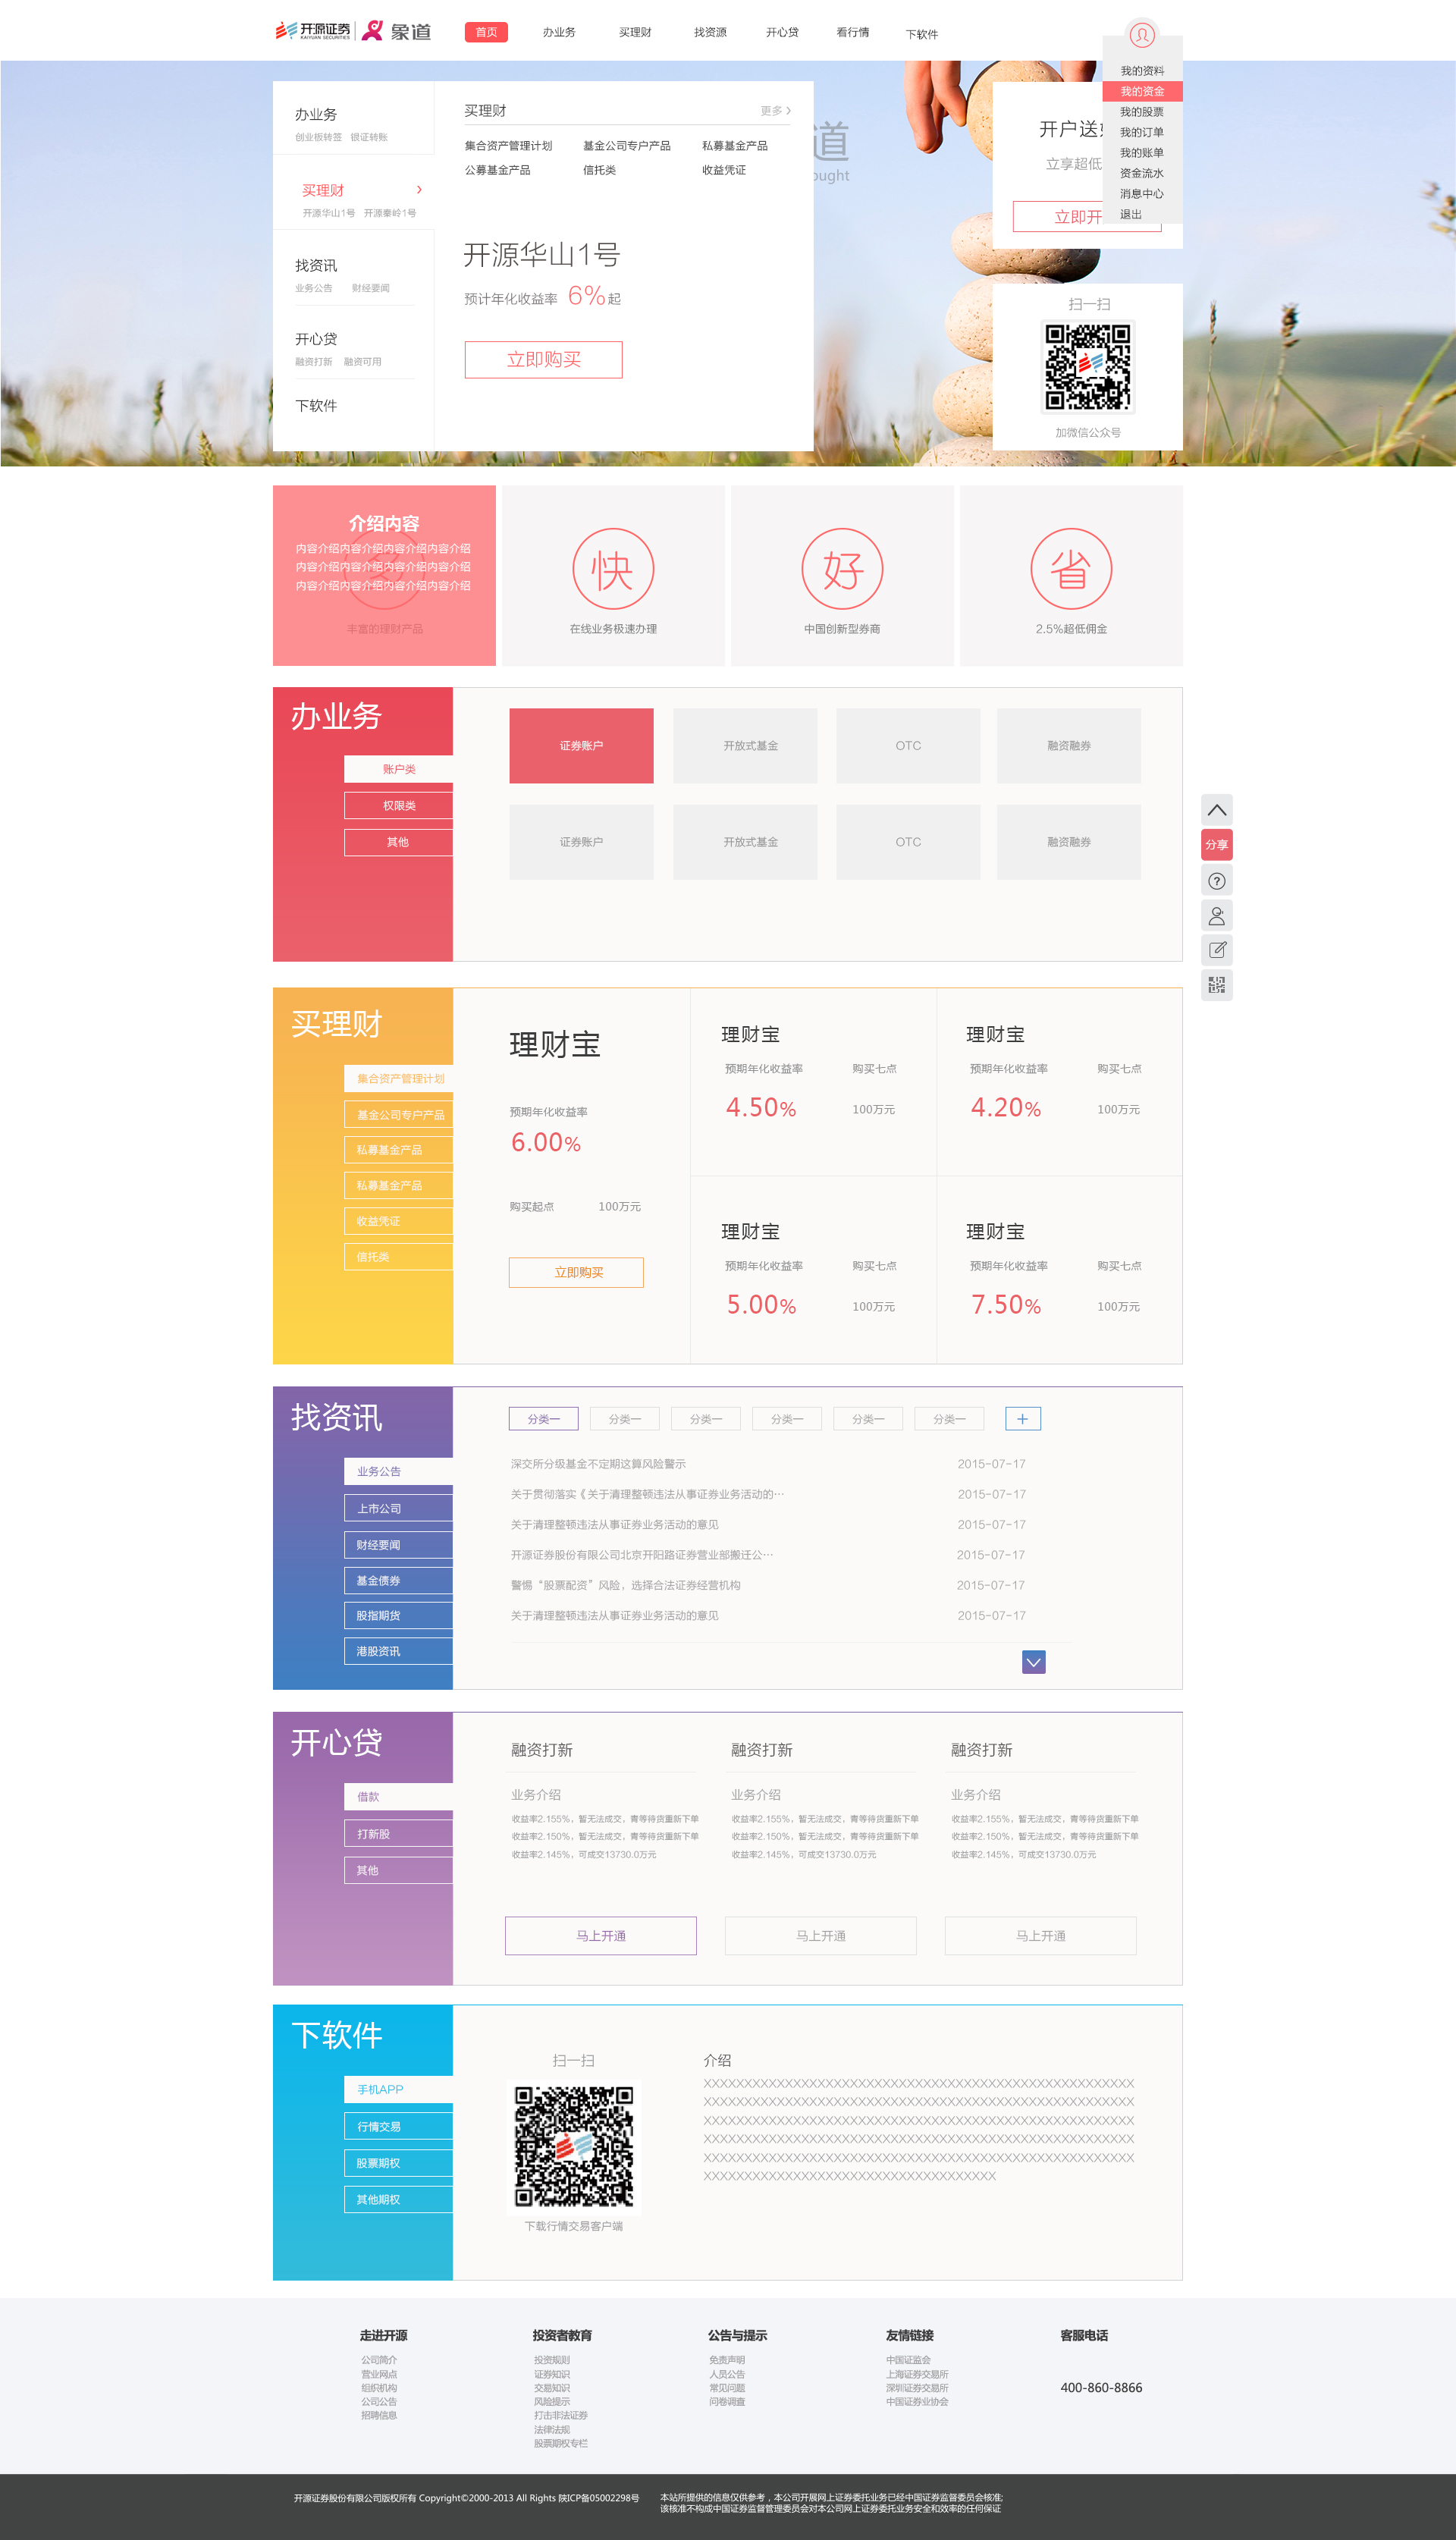 开源证券 象道
KAIYUAN SECURITIES
首页 办业务 买理财 找资源 开心贷 看行情 下软件
我的资料
我的资金
我的股票
我的订单
我的账单
资金流水
消息中心
退出
办业务
创业板转签 锁证转账
买理财
开源华山1号 开源秦岭1号
找资讯
业务公告 财经要闻
开心贷
融资打新 融资可用
下软件
买理财 更多
集合资产管理计划 基金公司专户产品 私募基金产品
公募基金产品 信托类 收益凭证
开源华山1号
预计年化收益率 6%起
立即购买
道
ought
开户送
立享超低
立即开
扫一扫
加微信公众号
介绍内容
内容介绍内容介绍内容介绍内容介绍
内容介绍内容介绍内容介绍内容介绍
内容介绍内容介绍内容介绍内容介绍
丰富的理财产品
快
在线业务极速办理
好
中国创新型券商
省
2.5%超低佣金
办业务
账户类
权限类
其他
证券账户 开放式基金 OTC 融资融券
证券账户 开放式基金 OTC 融资融券
分享
买理财
集合资产管理计划
基金公司专户产品
私募基金产品
私募基金产品
收益凭证
信托类
理财宝
预期年化收益率
6.00%
购买起点 100万元
立即购买
理财宝
预期年化收益率 购买七点
4.50% 100万元
理财宝
预期年化收益率 购买七点
4.20% 100万元
理财宝
预期年化收益率 购买七点
5.00% 100万元
理财宝
预期年化收益率 购买七点
7.50% 100万元
找资讯
业务公告
上市公司
财经要闻
基金债券
股指期货
港股资讯
分类一 分类一 分类一 分类一 分类一 分类一 +
深交所分级基金不定期这算风险警示 2015-07-17
关于贯彻落实《关于清理整顿违法从事证券业务活动的… 2015-07-17
关于清理整顿违法从事证券业务活动的意见 2015-07-17
开源证券股份有限公司北京开阳路证券营业部搬迁公… 2015-07-17
警惕“股票配资”风险，选择合法证券经营机构 2015-07-17
关于清理整顿违法从事证券业务活动的意见 2015-07-17
开心贷
借款
打新股
其他
融资打新
业务介绍
收益率2.155%，暂无法成交，青等待货重新下单
收益率2.150%，暂无法成交，青等待货重新下单
收益率2.145%，可成交13730.0万元
马上开通
融资打新
业务介绍
收益率2.155%，暂无法成交，青等待货重新下单
收益率2.150%，暂无法成交，青等待货重新下单
收益率2.145%，可成交13730.0万元
马上开通
融资打新
业务介绍
收益率2.155%，暂无法成交，青等待货重新下单
收益率2.150%，暂无法成交，青等待货重新下单
收益率2.145%，可成交13730.0万元
马上开通
下软件
手机APP
行情交易
股票期权
其他期权
扫一扫
下载行情交易客户端
介绍
XXXXXXXXXXXXXXXXXXXXXXXXXXXXXXXXXXXXXXXXXXXXXXXXXXXXX
XXXXXXXXXXXXXXXXXXXXXXXXXXXXXXXXXXXXXXXXXXXXXXXXXXXXX
XXXXXXXXXXXXXXXXXXXXXXXXXXXXXXXXXXXXXXXXXXXXXXXXXXXXX
XXXXXXXXXXXXXXXXXXXXXXXXXXXXXXXXXXXXXXXXXXXXXXXXXXXXX
XXXXXXXXXXXXXXXXXXXXXXXXXXXXXXXXXXXXXXXXXXXXXXXXXXXXX
XXXXXXXXXXXXXXXXXXXXXXXXXXXXXXXXXXXX
走进开源
公司简介
营业网点
组织机构
公司公告
招聘信息
投资者教育
投资规则
证券知识
交易知识
风险提示
打击非法证券
法律法规
股票期权专栏
公告与提示
免责声明
人员公告
常见问题
问卷调查
友情链接
中国证监会
上海证券交易所
深圳证券交易所
中国证券业协会
客服电话
400-860-8866
开源证券股份有限公司版权所有 Copyright©2000-2013 All Rights 陕ICP备05002298号
本站所提供的信息仅供参考，本公司开展网上证券委托业务已经中国证券监督委员会核准;
该核准不构成中国证券监督管理委员会对本公司网上证券委托业务安全和效率的任何保证